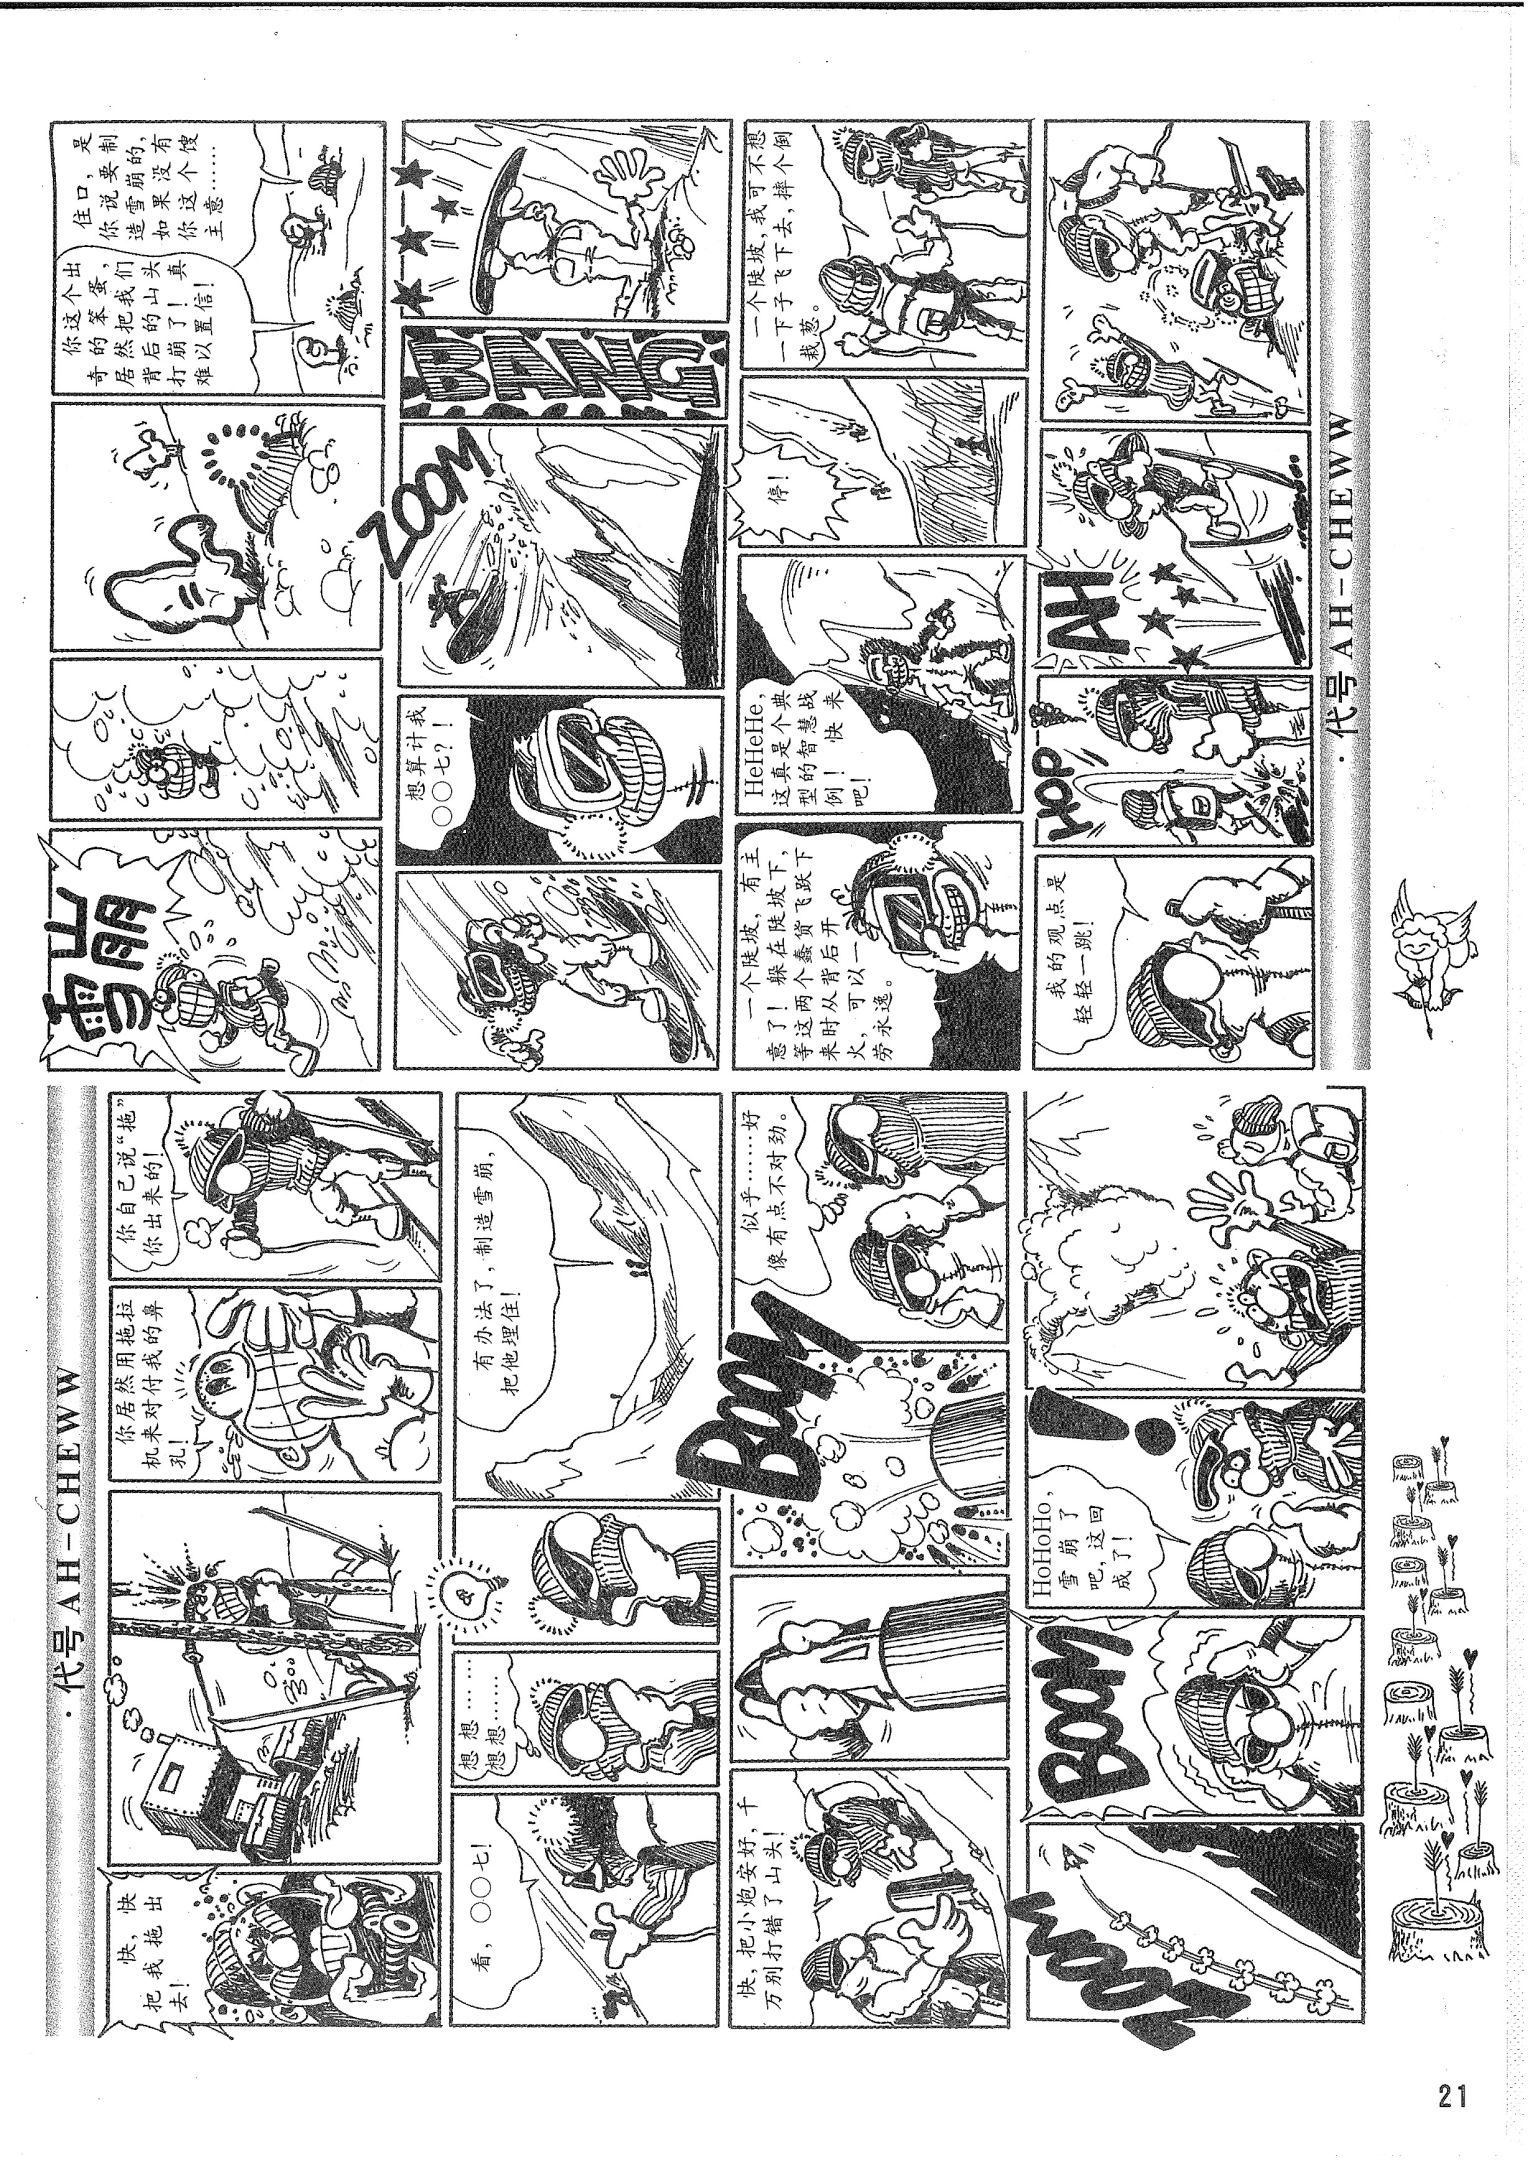 ·代号 AH-CHEWW
快，快
把我拖出
去！
你居然用拖拉
机来对付我的鼻
孔！
你自己说“拖”
你出来的！
看，○○七！
想想……
想想……
有办法了，制造雪崩，
把他埋住！
快，把小炮安好，千
万别打错了山头！
BOOM
似乎……好
像有点不对劲。
ZOOM
BOOM
HoHoHo，
雪崩了
吧，这回
成了！
!
雪崩
你这个出
奇的笨蛋，
居然把我们
背后的山头
打崩了！真
难以置信！
住口，是
你说要制
造雪崩的，
如果没有
你这个馊
主意……
想算计我
○○七？！
ZOOM
BANG
一个陡坡，有主
意了！躲在陡坡下，
等这两个蠢货飞跃下
来时从背后开
火，可以一
劳永逸。
HeHeHe，
这真是个典
型的智慧战
例！快来
吧！
停！
一个陡坡，我可不想
一下子飞下去，摔个倒
栽葱。
我的观点是
轻轻一跳！
HOP
AH
·代号 AH-CHEWW
21